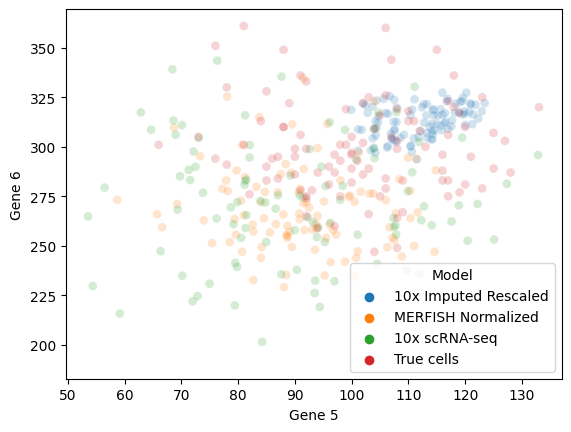 350
325
300
275
250
225
200
Gene 6
50 60 70 80 90 100 110 120 130
Gene 5
Model
10x Imputed Rescaled
MERFISH Normalized
10x scRNA-seq
True cells